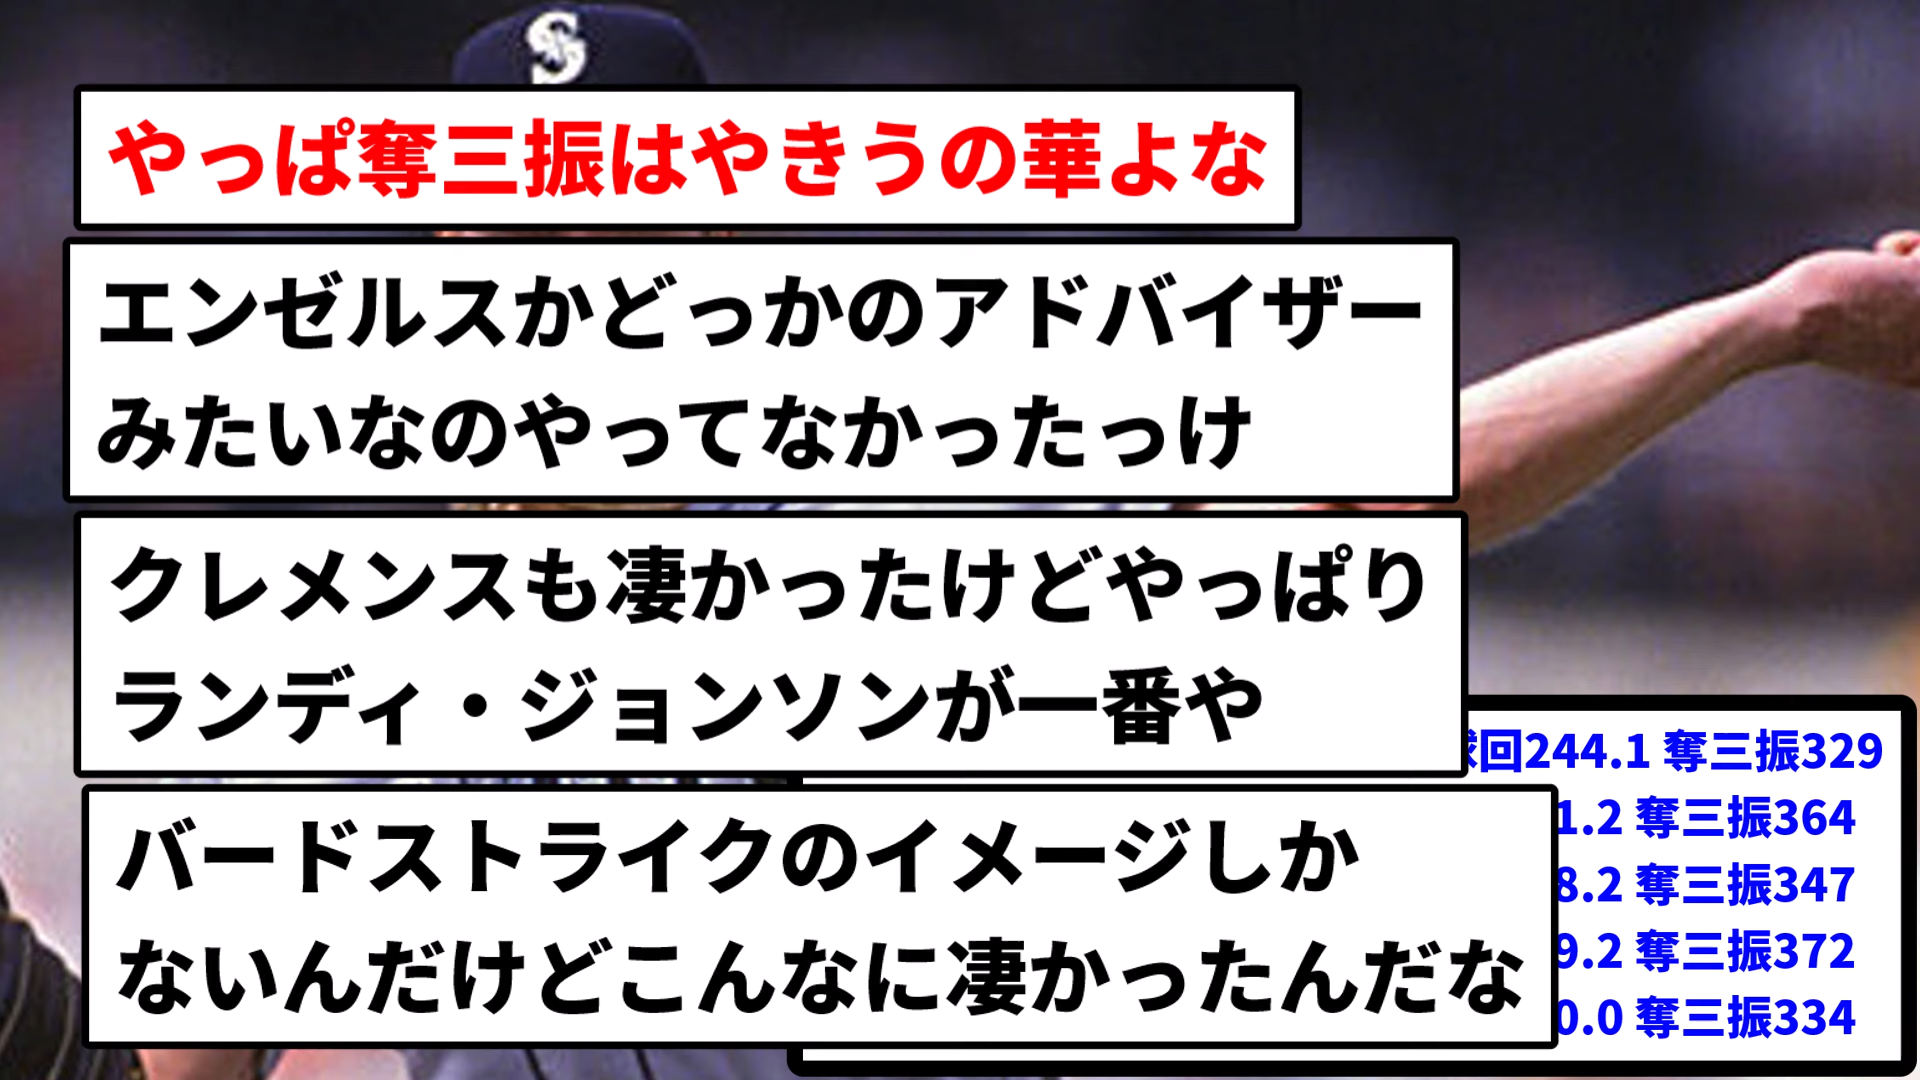 S
やっぱ奪三振はやきうの華よな
エンゼルスかどっかのアドバイザー
みたいなのやってなかったっけ
クレメンスも凄かったけどやっぱり
ランディ・ジョンソンが一番や
バードストライクのイメージしか
ないんだけどこんなに凄かったんだな
球回244.1 奪三振329
1.2 奪三振364
8.2 奪三振347
9.2 奪三振372
0.0 奪三振334